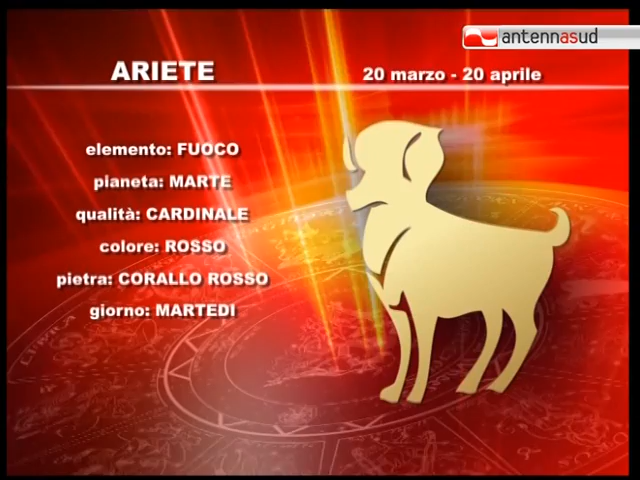 antennasud
ARIETE
20 marzo - 20 aprile
elemento: FUOCO
pianeta: MARTE
qualità: CARDINALE
colore: ROSSO
pietra: CORALLO ROSSO
giorno: MARTEDI